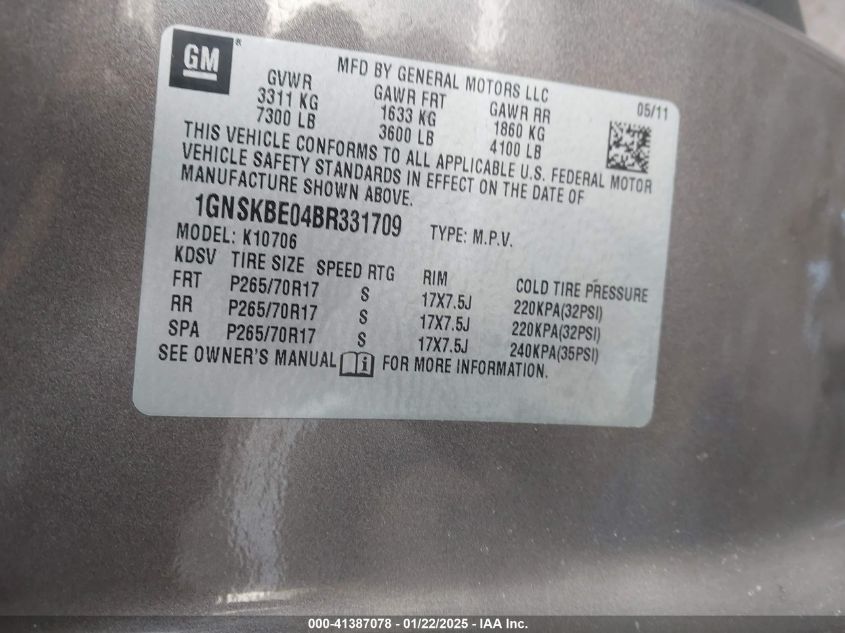 GM®
MFD BY GENERAL MOTORS LLC
05/11
GVWR GAWR FRT GAWR RR
3311 KG 1633 KG 1860 KG
7300 LB 3600 LB 4100 LB
THIS VEHICLE CONFORMS TO ALL APPLICABLE U.S. FEDERAL MOTOR
VEHICLE SAFETY STANDARDS IN EFFECT ON THE DATE OF
MANUFACTURE SHOWN ABOVE.
1GNSKBE04BR331709 TYPE: M.P.V.
MODEL: K10706
KDSV TIRE SIZE SPEED RTG RIM COLD TIRE PRESSURE
FRT P265/70R17 S 17X7.5J 220KPA(32PSI)
RR P265/70R17 S 17X7.5J 220KPA(32PSI)
SPA P265/70R17 S 17X7.5J 240KPA(35PSI)
SEE OWNER'S MANUAL i FOR MORE INFORMATION.
000-41387078 - 01/22/2025 - IAA Inc.